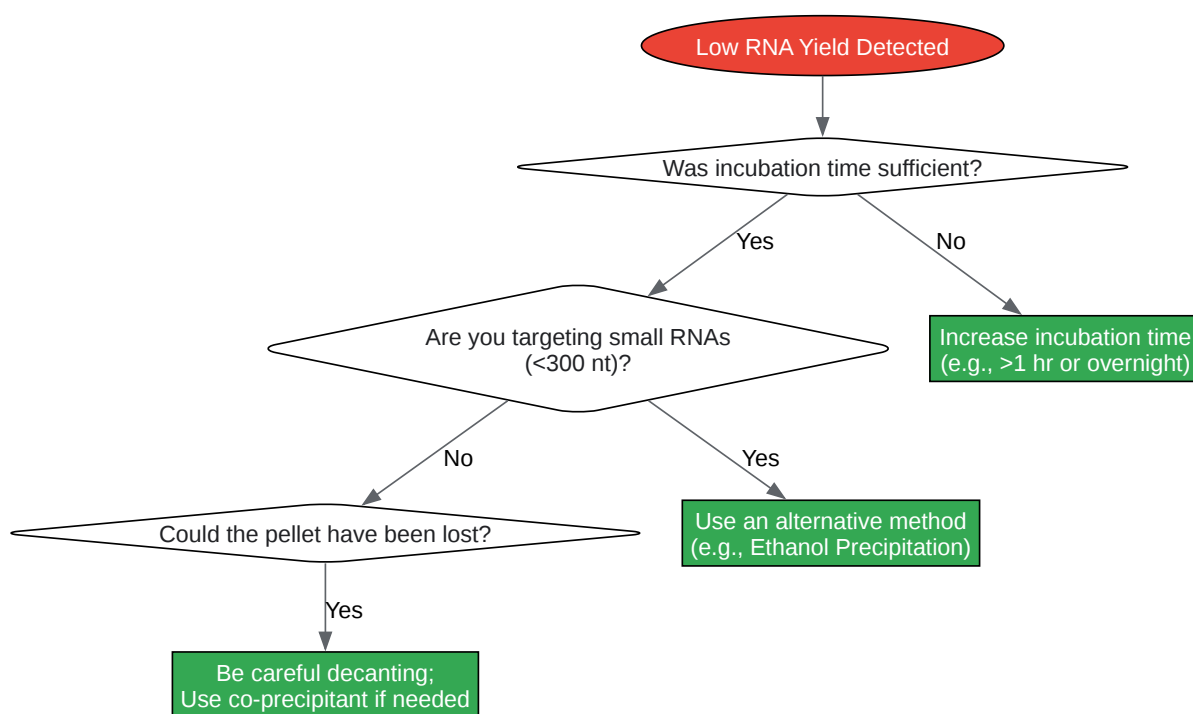 Low RNA Yield Detected
Was incubation time sufficient?
Yes
No
Are you targeting small RNAs
(<300 nt)?
Increase incubation time
(e.g., >1 hr or overnight)
No
Yes
Could the pellet have been lost?
Use an alternative method
(e.g., Ethanol Precipitation)
Yes
Be careful decanting;
Use co-precipitant if needed